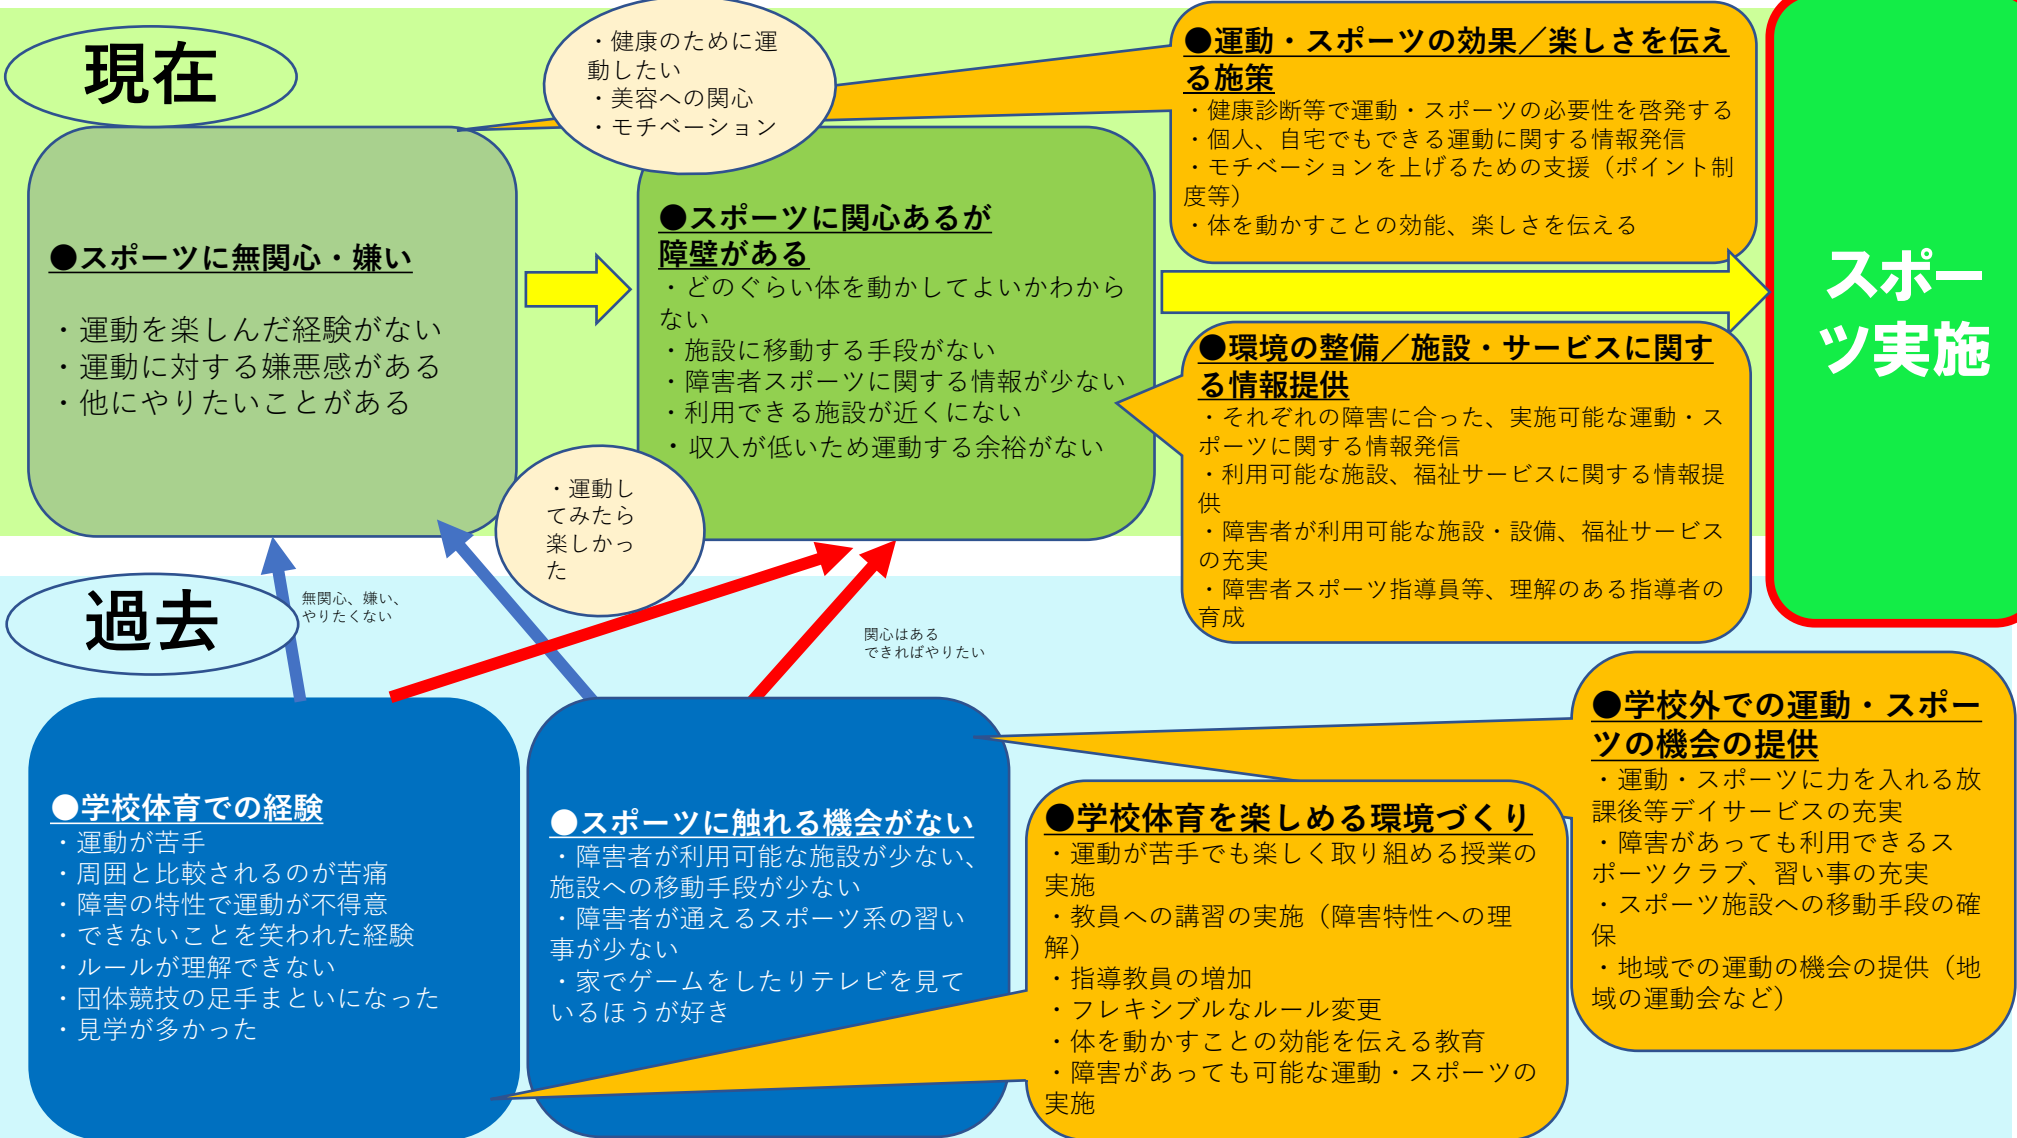 現在
・健康のために運
動したい
・美容への関心
・モチベーション
●運動・スポーツの効果／楽しさを伝え
る施策
・健康診断等で運動・スポーツの必要性を啓発する
・個人、自宅でもできる運動に関する情報発信
・モチベーションを上げるための支援（ポイント制
度等）
・体を動かすことの効能、楽しさを伝える
●スポーツに無関心・嫌い
・運動を楽しんだ経験がない
・運動に対する嫌悪感がある
・他にやりたいことがある
●スポーツに関心あるが
障壁がある
・どのぐらい体を動かしてよいかわから
ない
・施設に移動する手段がない
・障害者スポーツに関する情報が少ない
・利用できる施設が近くにない
・収入が低いため運動する余裕がない
スポー
ツ実施
●環境の整備／施設・サービスに関す
る情報提供
・それぞれの障害に合った、実施可能な運動・ス
ポーツに関する情報発信
・利用可能な施設、福祉サービスに関する情報提
供
・障害者が利用可能な施設・設備、福祉サービス
の充実
・障害者スポーツ指導員等、理解のある指導者の
育成
・運動し
てみたら
楽しかっ
た
過去
無関心、嫌い、
やりたくない
関心はある
できればやりたい
●学校体育での経験
・運動が苦手
・周囲と比較されるのが苦痛
・障害の特性で運動が不得意
・できないことを笑われた経験
・ルールが理解できない
・団体競技の足手まといになった
・見学が多かった
●スポーツに触れる機会がない
・障害者が利用可能な施設が少ない、
施設への移動手段が少ない
・障害者が通えるスポーツ系の習い
事が少ない
・家でゲームをしたりテレビを見て
いるほうが好き
●学校体育を楽しめる環境づくり
・運動が苦手でも楽しく取り組める授業の
実施
・教員への講習の実施（障害特性への理
解）
・指導教員の増加
・フレキシブルなルール変更
・体を動かすことの効能を伝える教育
・障害があっても可能な運動・スポーツの
実施
●学校外での運動・スポー
ツの機会の提供
・運動・スポーツに力を入れる放
課後等デイサービスの充実
・障害があっても利用できるス
ポーツクラブ、習い事の充実
・スポーツ施設への移動手段の確
保
・地域での運動の機会の提供（地
域の運動会など）